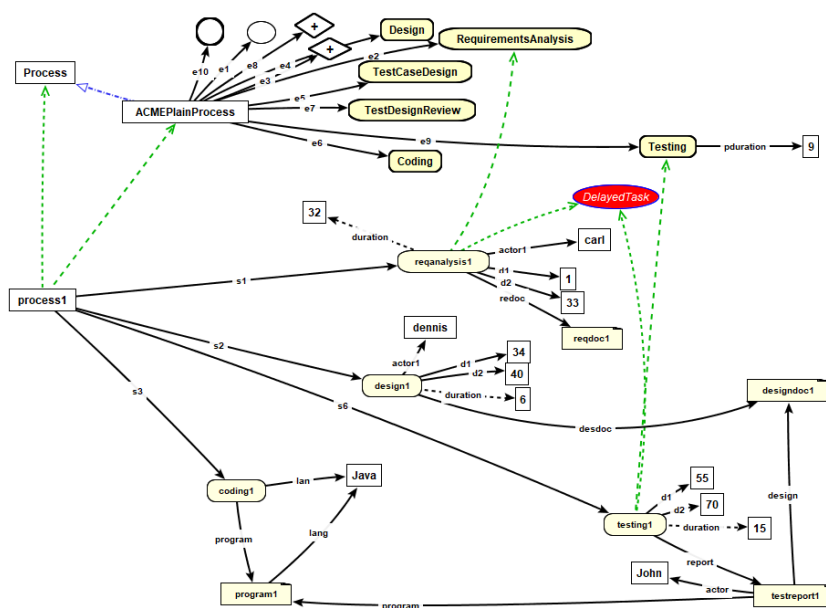 +
Design
RequirementsAnalysis
+
Process
e10
e1
e8
e4
e2
e3
TestCaseDesign
e5
ACMEPlainProcess
e7
TestDesignReview
e6
e9
Coding
Testing
pduration
9
DelayedTask
32
duration
actor1
carl
reqanalysis1
s1
d1
1
d2
33
redoc
process1
reqdoc1
dennis
s2
actor1
d1
34
d2
40
design1
duration
6
s3
s6
desdoc
designdoc1
coding1
lan
Java
55
d1
70
d2
design
testing1
duration
15
program
lang
report
John
actor
program1
program
testreport1